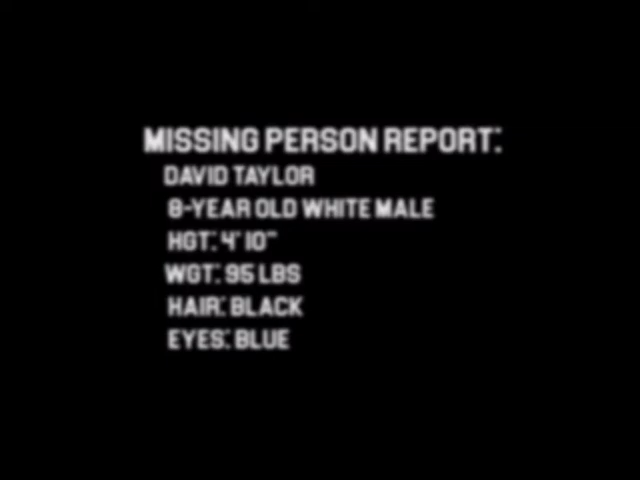 MISSING PERSON REPORT:
DAVID TAYLOR
8-YEAR OLD WHITE MALE
HGT: 4' 10"
WGT: 95 LBS
HAIR: BLACK
EYES: BLUE